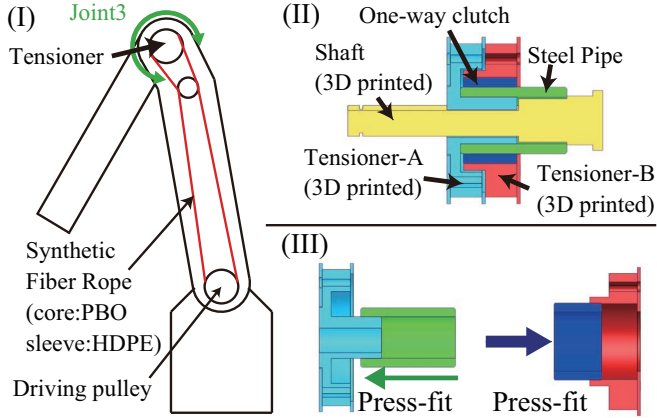 (I)
Joint3
Tensioner
Synthetic
Fiber Rope
(core:PBO
sleeve:HDPE)
Driving pulley
(II)
One-way clutch
Shaft
(3D printed)
Steel Pipe
Tensioner-A
(3D printed)
Tensioner-B
(3D printed)
(III)
Press-fit
Press-fit